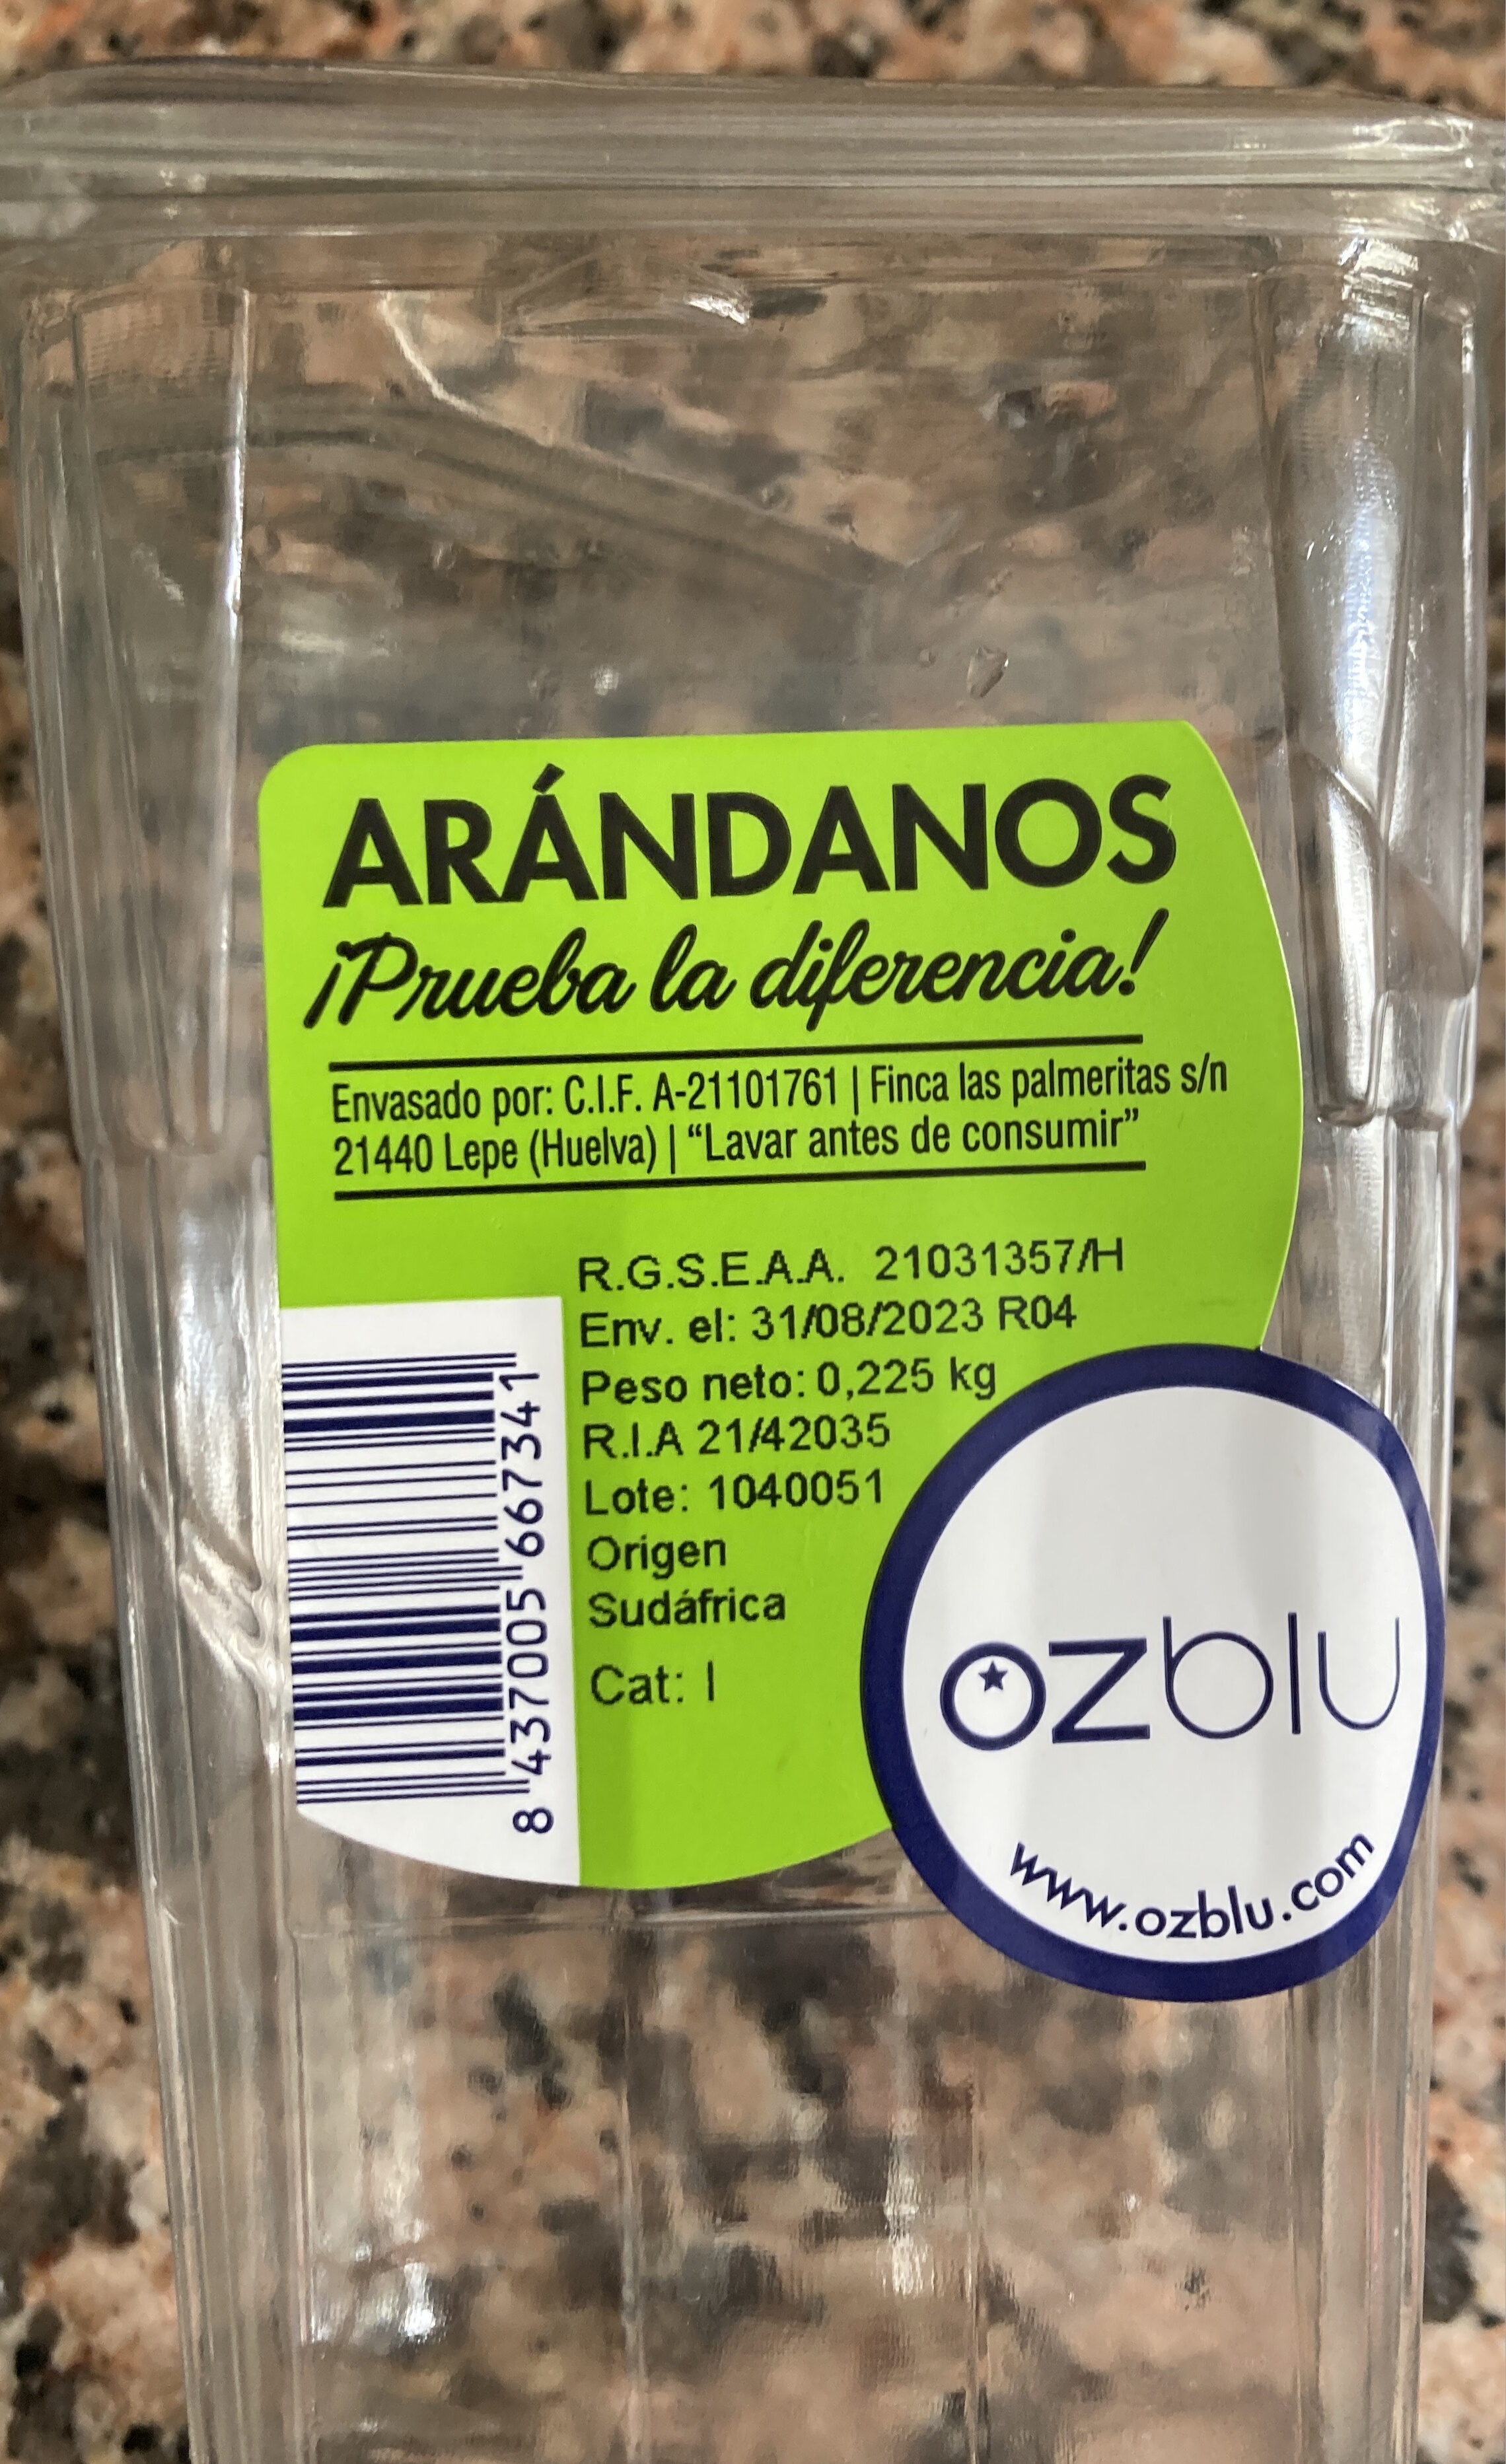 ARÁNDANOS
¡Prueba la diferencia!
Envasado por: C.I.F. A-21101761 | Finca las palmeritas s/n
21440 Lepe (Huelva) | “Lavar antes de consumir”
R.G.S.E.A.A. 21031357/H
Env. el: 31/08/2023 R04
Peso neto: 0,225 kg
R.I.A 21/42035
Lote: 1040051
Origen
Sudáfrica
Cat: I
8 437005 667341
ozblu
www.ozblu.com